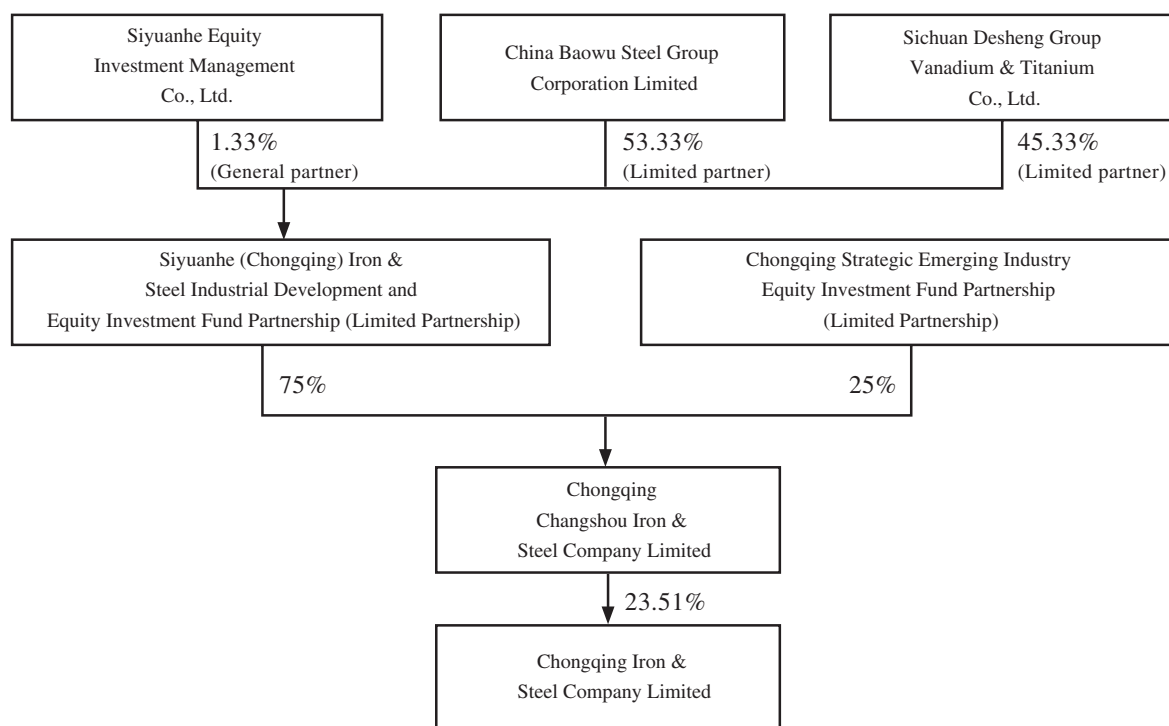 Siyuanhe Equity
Investment Management
Co., Ltd.
China Baowu Steel Group
Corporation Limited
Sichuan Desheng Group
Vanadium & Titanium
Co., Ltd.
1.33%
(General partner)
53.33%
(Limited partner)
45.33%
(Limited partner)
Siyuanhe (Chongqing) Iron &
Steel Industrial Development and
Equity Investment Fund Partnership (Limited Partnership)
Chongqing Strategic Emerging Industry
Equity Investment Fund Partnership
(Limited Partnership)
75%
25%
Chongqing
Changshou Iron &
Steel Company Limited
23.51%
Chongqing Iron &
Steel Company Limited